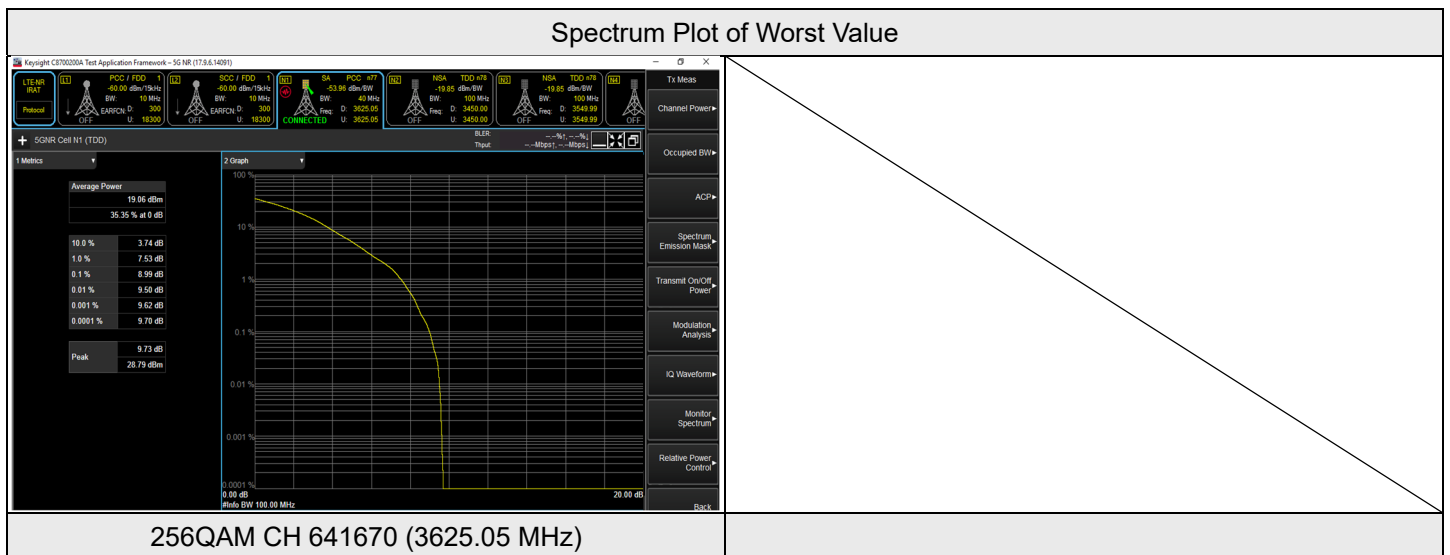 Spectrum Plot of Worst Value
Keysight C8700200A Test Application Framework – 5G NR (17.9.6.14091)
LTE-NR
IRAT
Protocol
L1
PCC / FDD 1
-60.00 dBm/15kHz
BW: 10 MHz
EARFCN: D: 300
OFF U: 18300
L2
SCC / FDD 1
-60.00 dBm/15kHz
BW: 10 MHz
EARFCN: D: 300
OFF U: 18300
N1
SA PCC n77
-53.96 dBm/BW
BW: 40 MHz
Freq: D: 3625.05
CONNECTED U: 3625.05
N2
NSA TDD n78
-19.85 dBm/BW
BW: 100 MHz
Freq: D: 3450.00
OFF U: 3450.00
N3
NSA TDD n78
-19.85 dBm/BW
BW: 100 MHz
Freq: D: 3549.99
OFF U: 3549.99
N4
OFF
Tx Meas
+ 5GNR Cell N1 (TDD)
BLER: --.--%↑, --.--%↓
Thput: --.--Mbps↑, --.--Mbps↓
1 Metrics
2 Graph
Average Power
19.06 dBm
35.35 % at 0 dB
10.0 % 3.74 dB
1.0 % 7.53 dB
0.1 % 8.99 dB
0.01 % 9.50 dB
0.001 % 9.62 dB
0.0001 % 9.70 dB
Peak
9.73 dB
28.79 dBm
100 %
10 %
1 %
0.1 %
0.01 %
0.001 %
0.0001 %
0.00 dB
20.00 dB
#Info BW 100.00 MHz
Channel Power
Occupied BW
ACP
Spectrum
Emission Mask
Transmit On/Off
Power
Modulation
Analysis
IQ Waveform
Monitor
Spectrum
Relative Power
Control
Back
256QAM CH 641670 (3625.05 MHz)